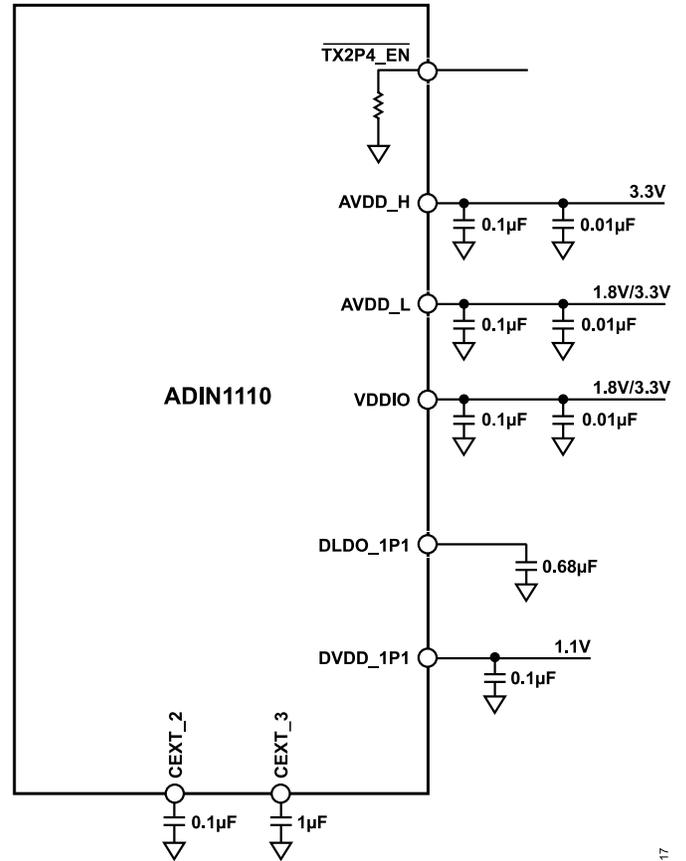 TX2P4_EN
AVDD_H
3.3V
0.1µF
0.01µF
AVDD_L
1.8V/3.3V
0.1µF
0.01µF
ADIN1110
VDDIO
1.8V/3.3V
0.1µF
0.01µF
DLDO_1P1
0.68µF
DVDD_1P1
1.1V
0.1µF
CEXT_2
CEXT_3
0.1µF
1µF
17